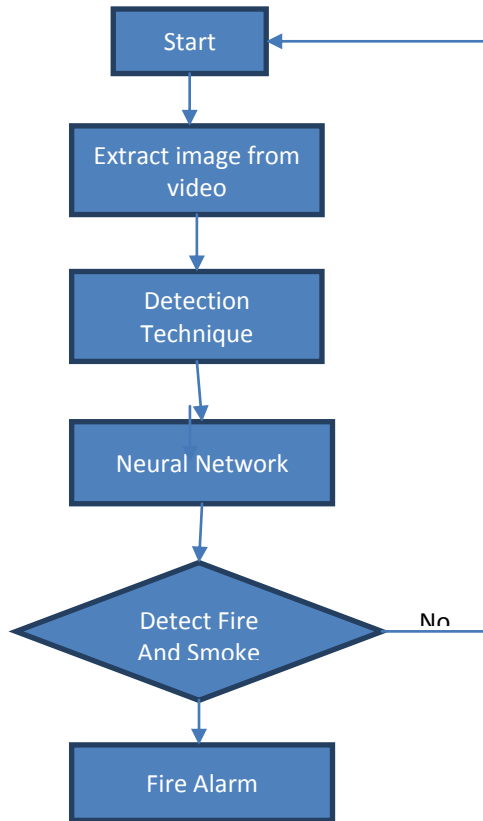 Start
Extract image from
video
Detection
Technique
Neural Network
Detect Fire
And Smoke
No
Fire Alarm